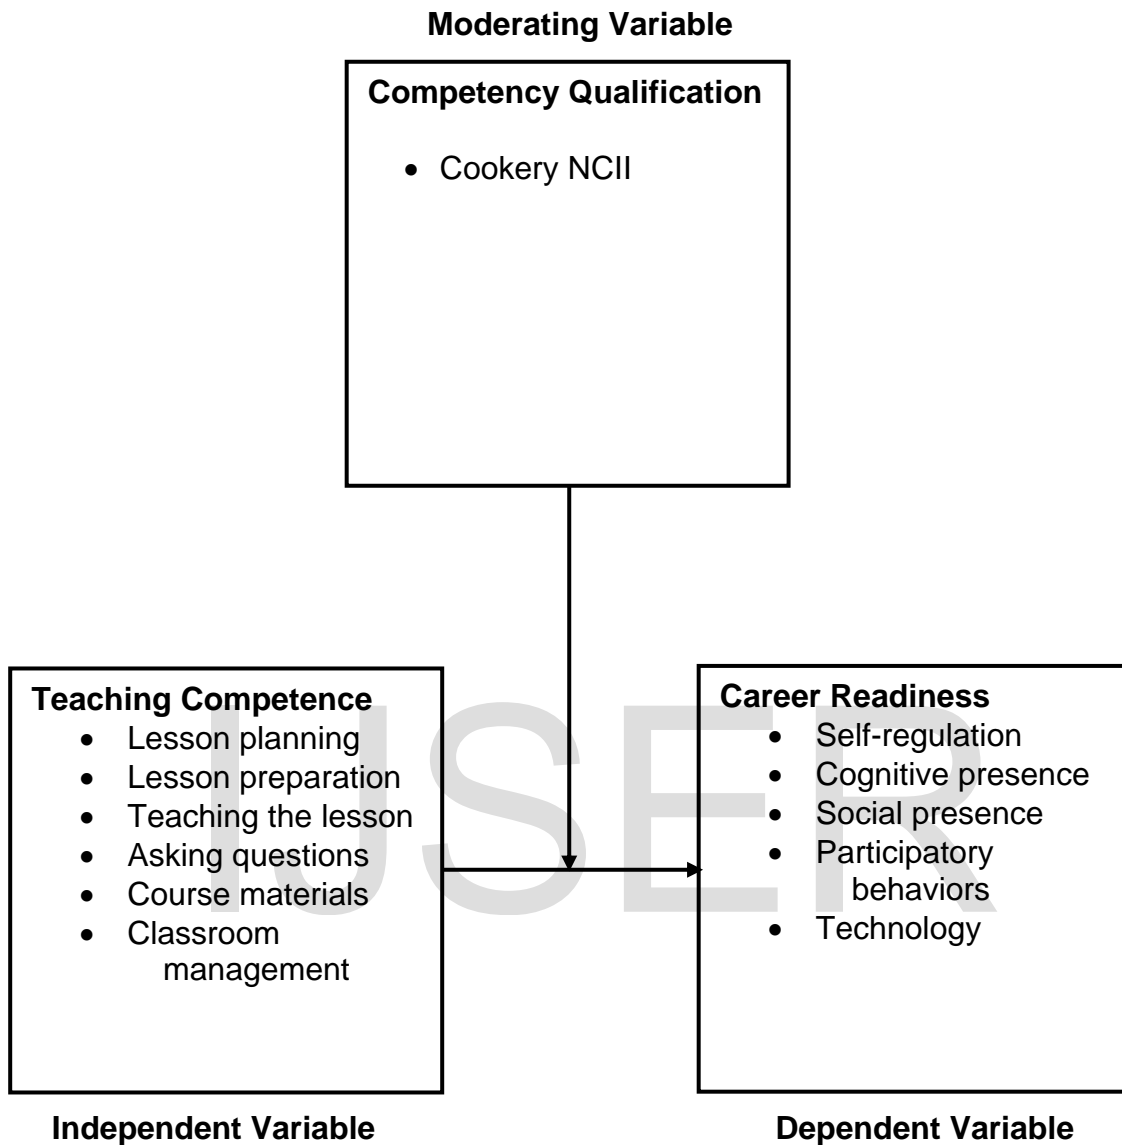 Moderating Variable
Competency Qualification
• Cookery NCII
Teaching Competence
• Lesson planning
• Lesson preparation
• Teaching the lesson
• Asking questions
• Course materials
• Classroom
management
Independent Variable
Career Readiness
• Self-regulation
• Cognitive presence
• Social presence
• Participatory
behaviors
• Technology
Dependent Variable
IJSER